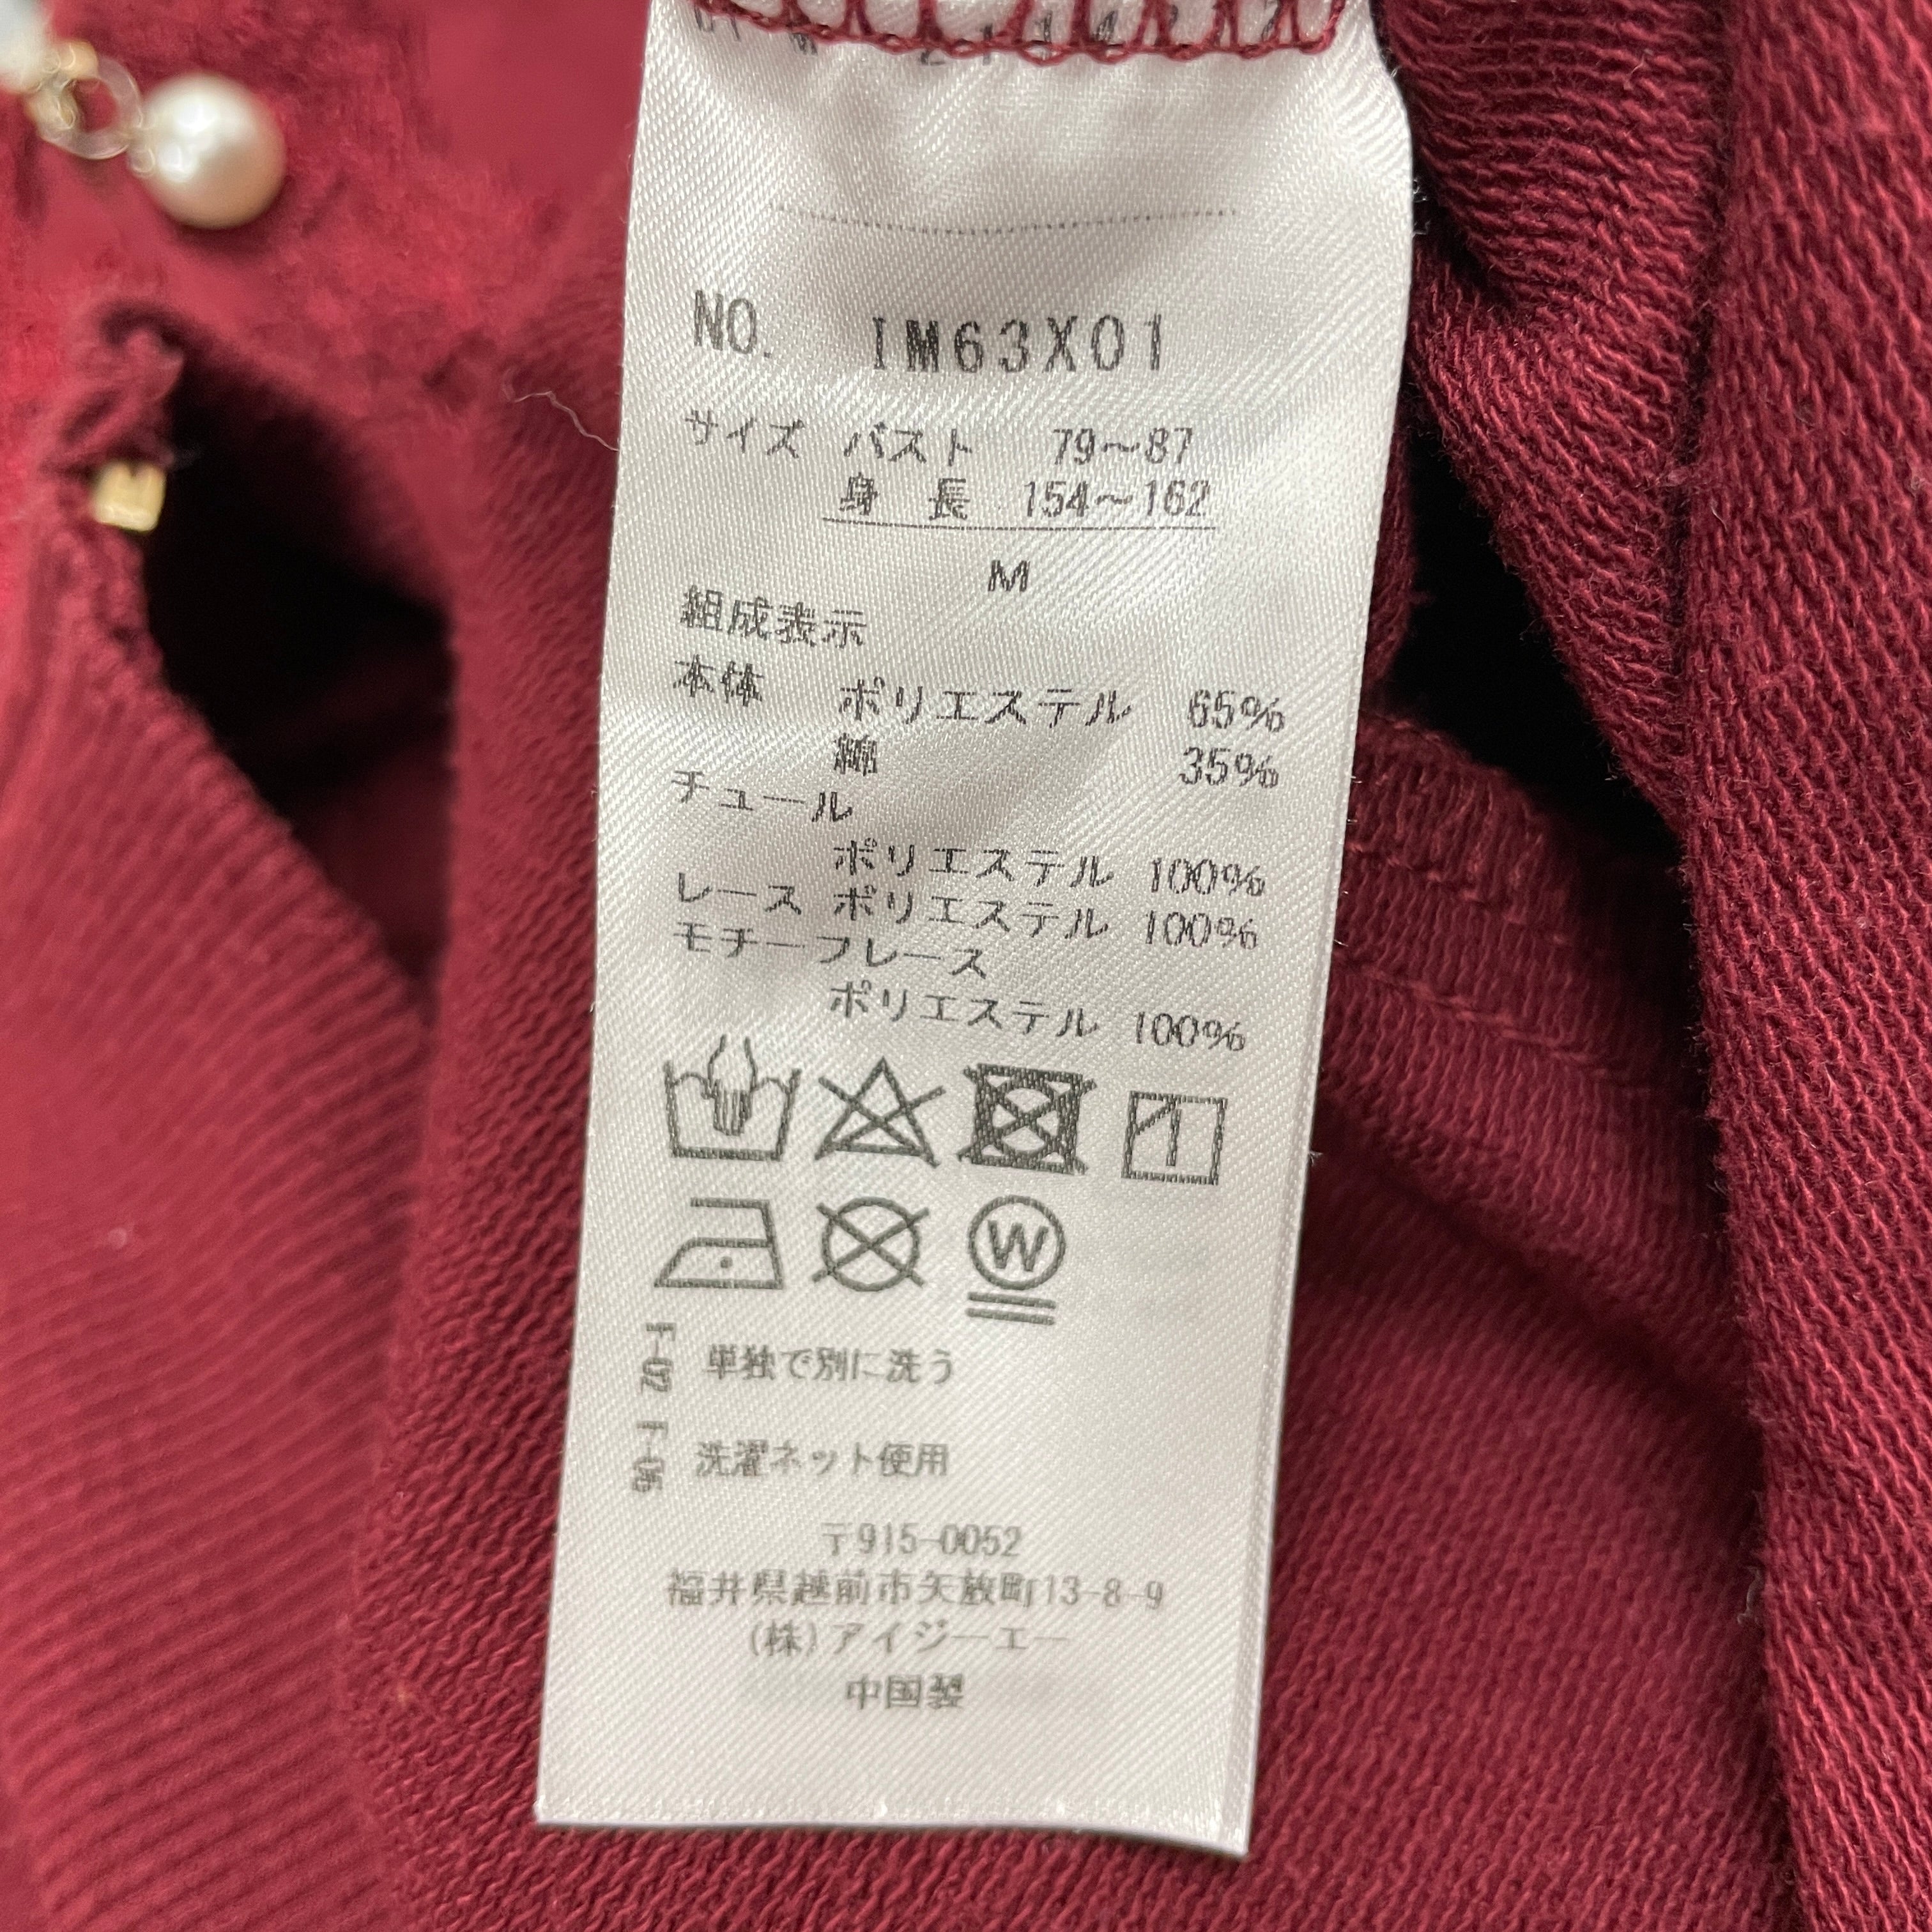 NO. IM63X01
サイズ バスト 79～87
身 長 154～162
M
組成表示
本体 ポリエステル 65%
綿 35%
チュール
ポリエステル 100%
レース ポリエステル 100%
モチーフレース
ポリエステル 100%
W
F-02 単独で別に洗う
F-06 洗濯ネット使用
〒915-0052
福井県越前市矢放町13-8-9
(株)アイジーエー
中国製